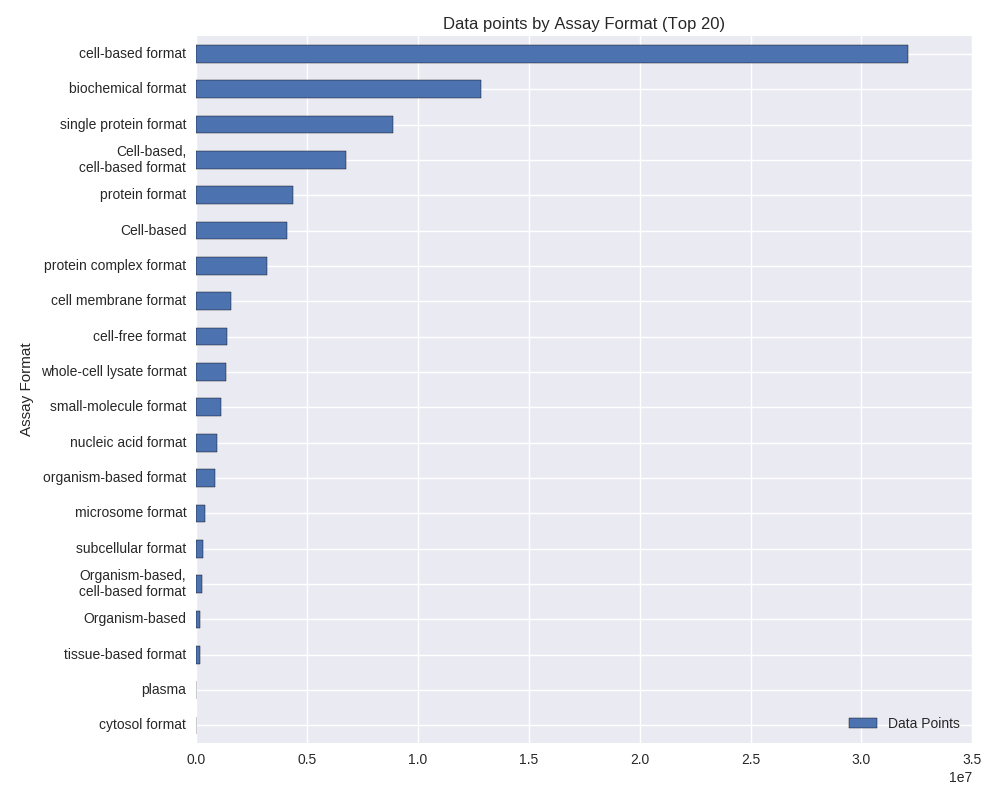 Data points by Assay Format (Top 20)
cell-based format
biochemical format
single protein format
Cell-based,
cell-based format
protein format
Cell-based
protein complex format
cell membrane format
cell-free format
whole-cell lysate format
small-molecule format
nucleic acid format
organism-based format
microsome format
subcellular format
Organism-based,
cell-based format
Organism-based
tissue-based format
plasma
cytosol format
Assay Format
Data Points
0.0 0.5 1.0 1.5 2.0 2.5 3.0 3.5
1e7